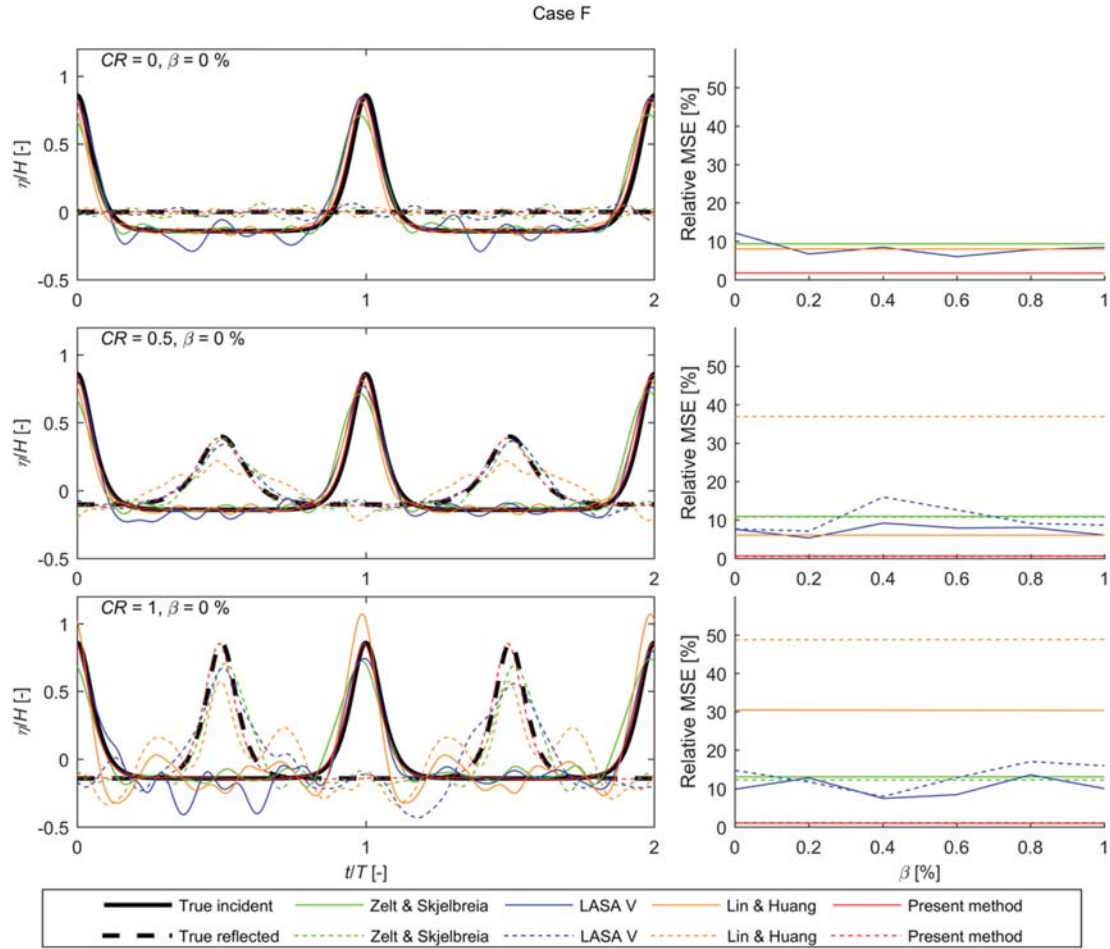 Case F
CR = 0, β = 0 %
η/H [-]
1
0.5
0
-0.5
0
1
2
Relative MSE [%]
50
40
30
20
10
0
0 0.2 0.4 0.6 0.8 1
CR = 0.5, β = 0 %
η/H [-]
1
0.5
0
-0.5
0
1
2
Relative MSE [%]
50
40
30
20
10
0
0 0.2 0.4 0.6 0.8 1
CR = 1, β = 0 %
η/H [-]
1
0.5
0
-0.5
0
1
2
t/T [-]
Relative MSE [%]
50
40
30
20
10
0
0 0.2 0.4 0.6 0.8 1
β [%]
True incident Zelt & Skjelbreia LASA V Lin & Huang Present method
True reflected Zelt & Skjelbreia LASA V Lin & Huang Present method